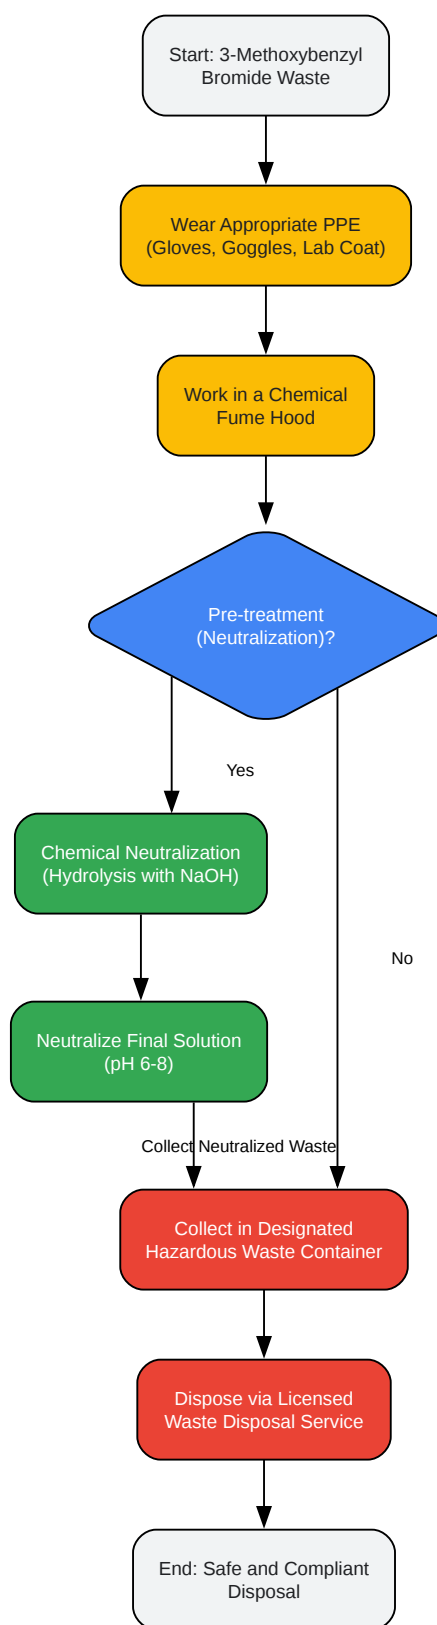 Start: 3-Methoxybenzyl
Bromide Waste
Wear Appropriate PPE
(Gloves, Goggles, Lab Coat)
Work in a Chemical
Fume Hood
Pre-treatment
(Neutralization)?
Yes
Chemical Neutralization
(Hydrolysis with NaOH)
No
Neutralize Final Solution
(pH 6-8)
Collect Neutralized Waste
Collect in Designated
Hazardous Waste Container
Dispose via Licensed
Waste Disposal Service
End: Safe and Compliant
Disposal